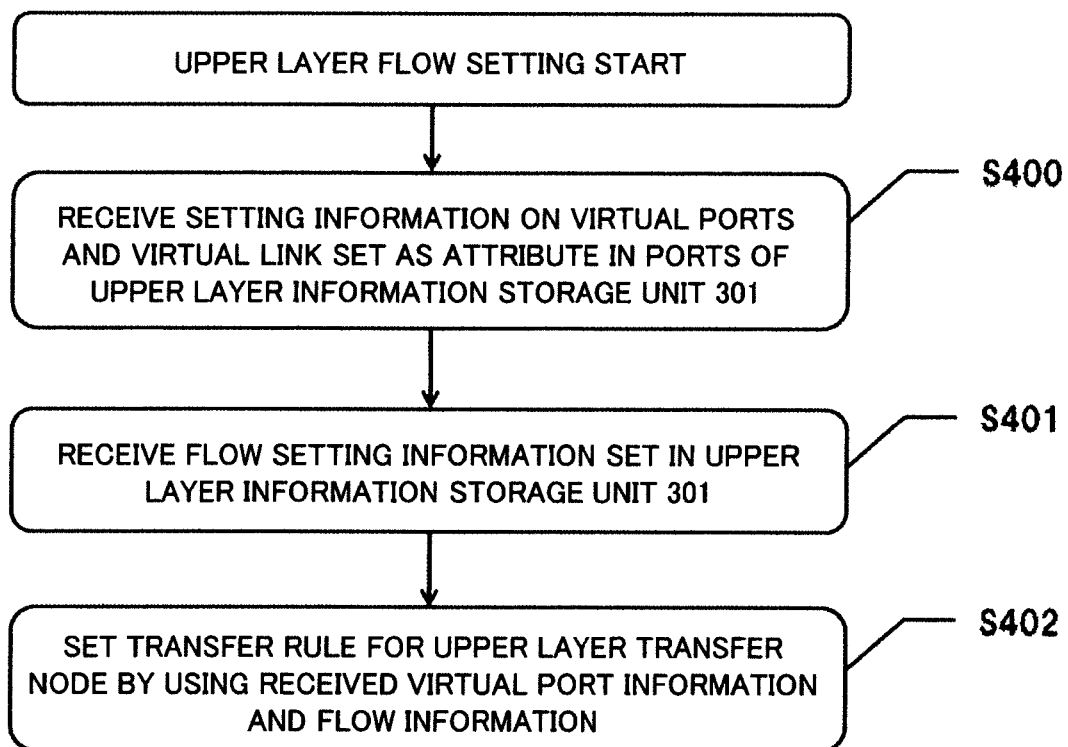 UPPER LAYER FLOW SETTING START
S400
RECEIVE SETTING INFORMATION ON VIRTUAL PORTS
AND VIRTUAL LINK SET AS ATTRIBUTE IN PORTS OF
UPPER LAYER INFORMATION STORAGE UNIT 301
S401
RECEIVE FLOW SETTING INFORMATION SET IN UPPER
LAYER INFORMATION STORAGE UNIT 301
S402
SET TRANSFER RULE FOR UPPER LAYER TRANSFER
NODE BY USING RECEIVED VIRTUAL PORT INFORMATION
AND FLOW INFORMATION